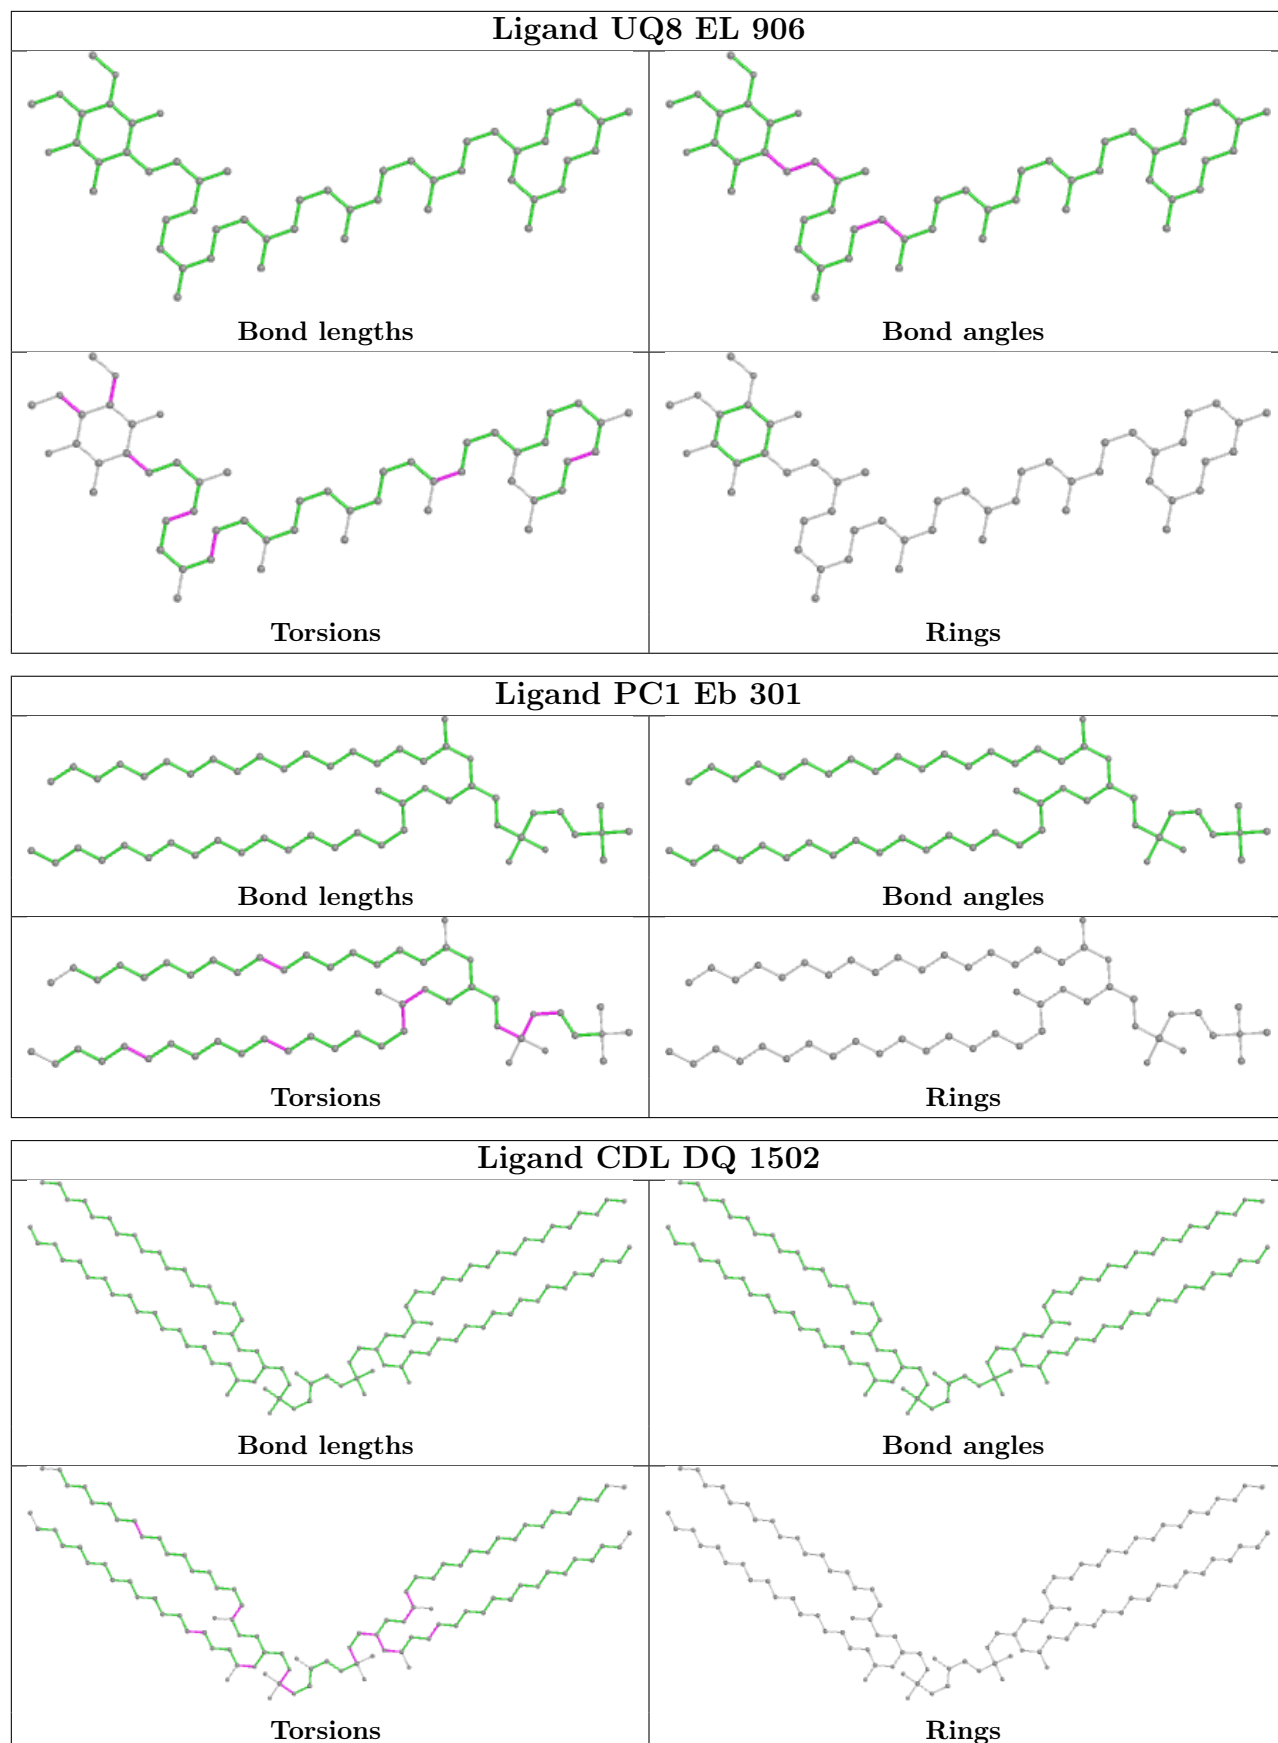 Ligand UQ8 EL 906
Bond lengths
Bond angles
Torsions
Rings
Ligand PC1 Eb 301
Bond lengths
Bond angles
Torsions
Rings
Ligand CDL DQ 1502
Bond lengths
Bond angles
Torsions
Rings